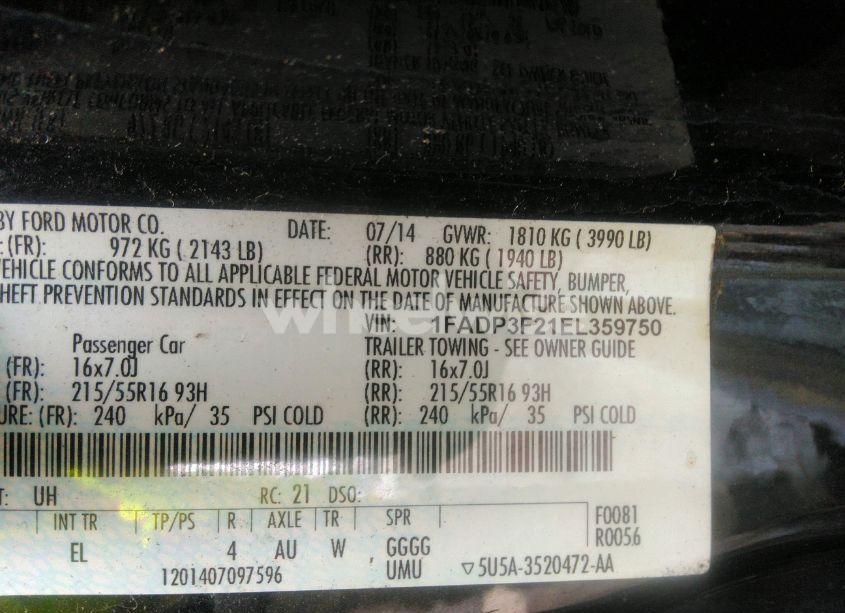 BY FORD MOTOR CO. DATE: 07/14 GVWR: 1810 KG ( 3990 LB)
(FR): 972 KG ( 2143 LB) (RR): 880 KG ( 1940 LB)
VEHICLE CONFORMS TO ALL APPLICABLE FEDERAL MOTOR VEHICLE SAFETY, BUMPER,
THEFT PREVENTION STANDARDS IN EFFECT ON THE DATE OF MANUFACTURE SHOWN ABOVE.
VIN: 1FADP3F21EL359750
Passenger Car TRAILER TOWING - SEE OWNER GUIDE
(FR) 16x7.0J (RR) 16x7.0J
(FR) 215/55R16 93H (RR) 215/55R16 93H
URE: (FR): 240 kPa/ 35 PSI COLD (RR): 240 kPa/ 35 PSI COLD
T: UH RC: 21 DSO:
INT TR TP/PS R AXLE TR SPR F0081
EL 4 AU W , GGGG R0056
1201407097596 UMU ▽5U5A-3520472-AA